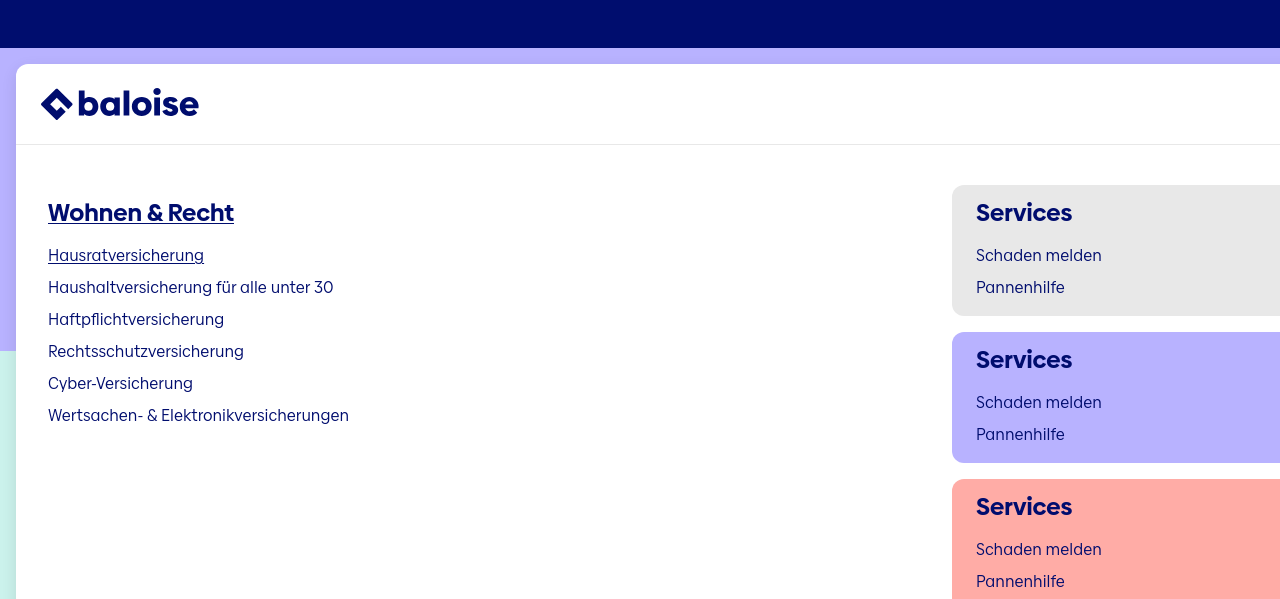 baloise
Wohnen & Recht
Hausratversicherung
Haushaltversicherung für alle unter 30
Haftpflichtversicherung
Rechtsschutzversicherung
Cyber-Versicherung
Wertsachen- & Elektronikversicherungen
Services
Schaden melden
Pannenhilfe
Services
Schaden melden
Pannenhilfe
Services
Schaden melden
Pannenhilfe